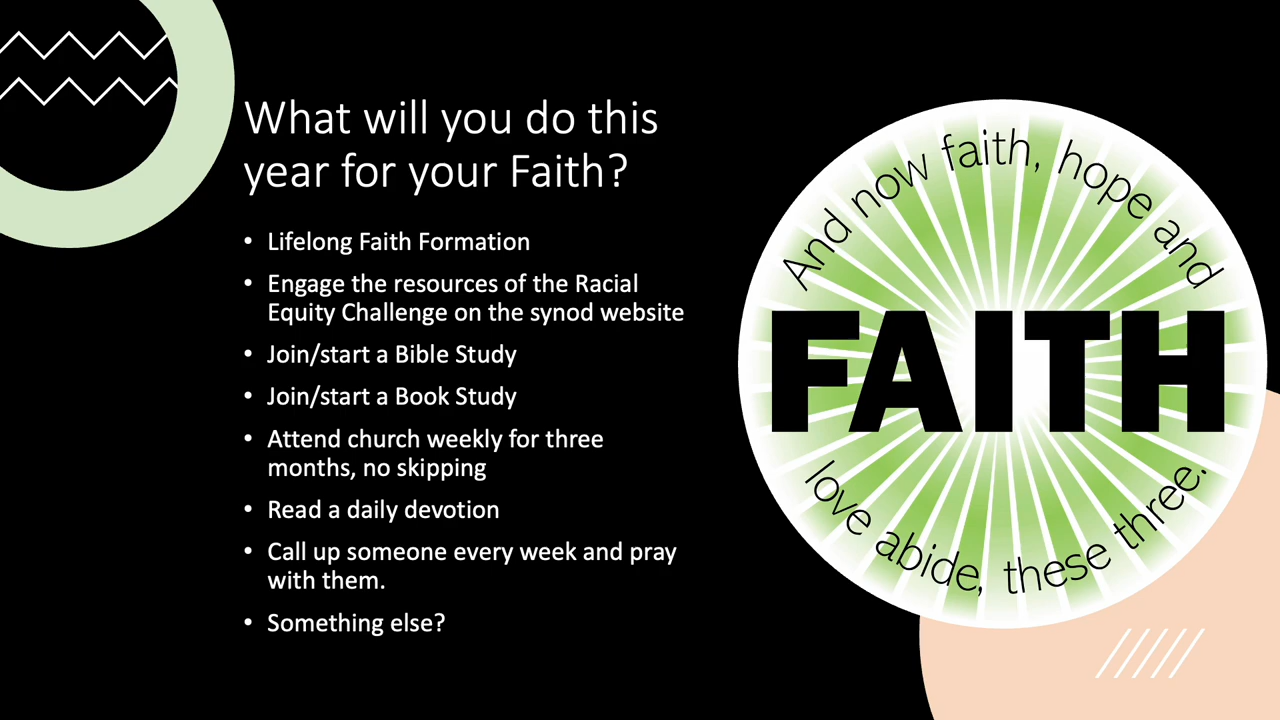 What will you do this
year for your Faith?
• Lifelong Faith Formation
• Engage the resources of the Racial
Equity Challenge on the synod website
• Join/start a Bible Study
• Join/start a Book Study
• Attend church weekly for three
months, no skipping
• Read a daily devotion
• Call up someone every week and pray
with them.
• Something else?
And now faith, hope and
FAITH
love abide, these three.